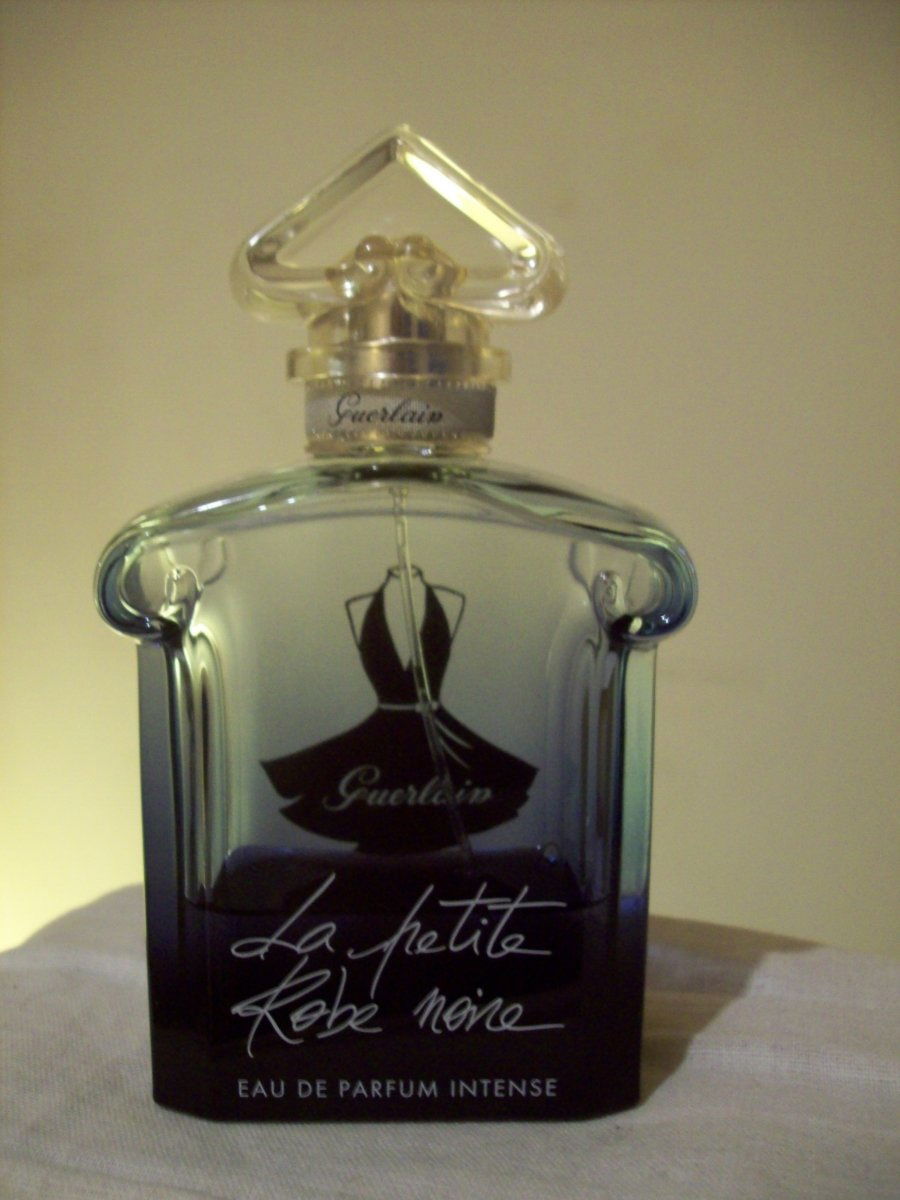 Guerlain
Guerlain
La petite
Robe noire
EAU DE PARFUM INTENSE